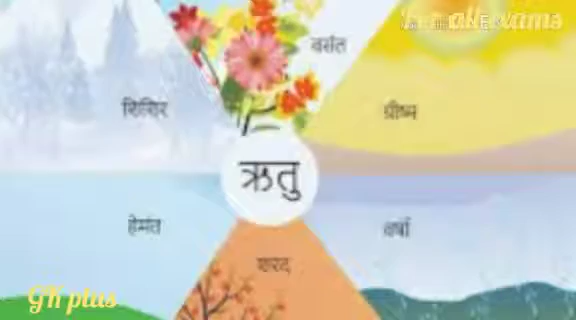 वसंत
शिशिर
ग्रीष्म
ऋतु
हेमंत
वर्षा
शरद
GK plus